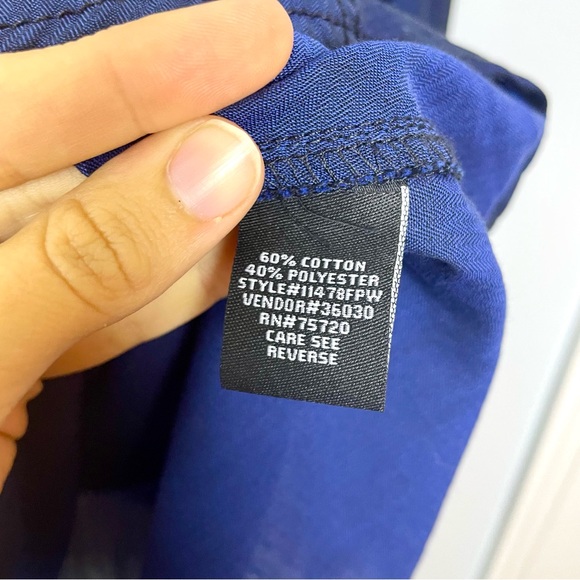 60% COTTON
40% POLYESTER
STYLE#11478FPW
VENDOR#36030
RN#75720
CARE SEE
REVERSE